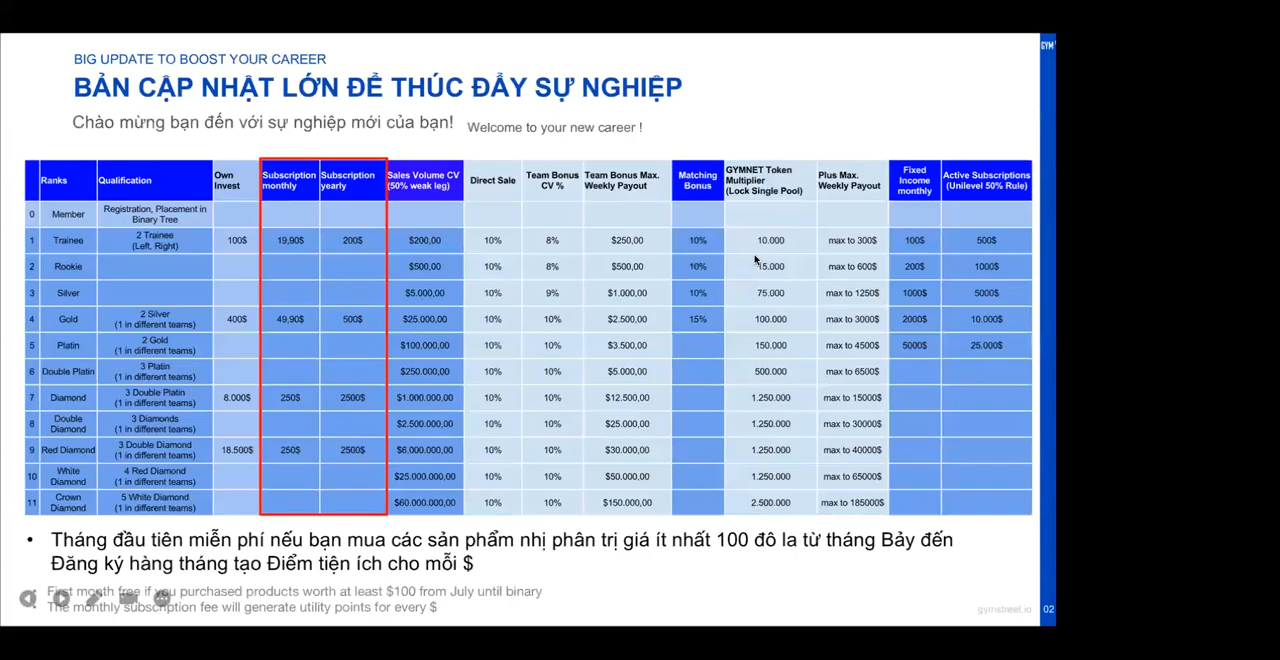 GYM
BIG UPDATE TO BOOST YOUR CAREER
BẢN CẬP NHẬT LỚN ĐỂ THÚC ĐẨY SỰ NGHIỆP
Chào mừng bạn đến với sự nghiệp mới của bạn! Welcome to your new career !
Ranks Qualification Own Invest Subscription monthly Subscription yearly Sales Volume CV (50% weak leg) Direct Sale Team Bonus CV % Team Bonus Max. Weekly Payout Matching Bonus GYMNET Token Multiplier (Lock Single Pool) Plus Max. Weekly Payout Fixed Income monthly Active Subscriptions (Unilevel 50% Rule)
0 Member Registration, Placement in Binary Tree
1 Trainee 2 Trainee (Left, Right) 100$ 19,90$ 200$ $200,00 10% 8% $250,00 10% 10.000 max to 300$ 100$ 500$
2 Rookie $500,00 10% 8% $500,00 10% 15.000 max to 600$ 200$ 1000$
3 Silver $5.000,00 10% 9% $1.000,00 10% 75.000 max to 1250$ 1000$ 5000$
4 Gold 2 Silver (1 in different teams) 400$ 49,90$ 500$ $25.000,00 10% 10% $2.500,00 15% 100.000 max to 3000$ 2000$ 10.000$
5 Platin 2 Gold (1 in different teams) $100.000,00 10% 10% $3.500,00 150.000 max to 4500$ 5000$ 25.000$
6 Double Platin 3 Platin (1 in different teams) $250.000,00 10% 10% $5.000,00 500.000 max to 6500$
7 Diamond 3 Double Platin (1 in different teams) 8.000$ 250$ 2500$ $1.000.000,00 10% 10% $12.500,00 1.250.000 max to 15000$
8 Double Diamond 3 Diamonds (1 in different teams) $2.500.000,00 10% 10% $25.000,00 1.250.000 max to 30000$
9 Red Diamond 3 Double Diamond (1 in different teams) 18.500$ 250$ 2500$ $6.000.000,00 10% 10% $30.000,00 1.250.000 max to 40000$
10 White Diamond 4 Red Diamond (1 in different teams) $25.000.000,00 10% 10% $50.000,00 1.250.000 max to 65000$
11 Crown Diamond 5 White Diamond (1 in different teams) $60.000.000,00 10% 10% $150.000,00 2.500.000 max to 185000$
• Tháng đầu tiên miễn phí nếu bạn mua các sản phẩm nhị phân trị giá ít nhất 100 đô la từ tháng Bảy đến
Đăng ký hàng tháng tạo Điểm tiện ích cho mỗi $
First month free if you purchased products worth at least $100 from July until binary
The monthly subscription fee will generate utility points for every $
gymstreet.io 02